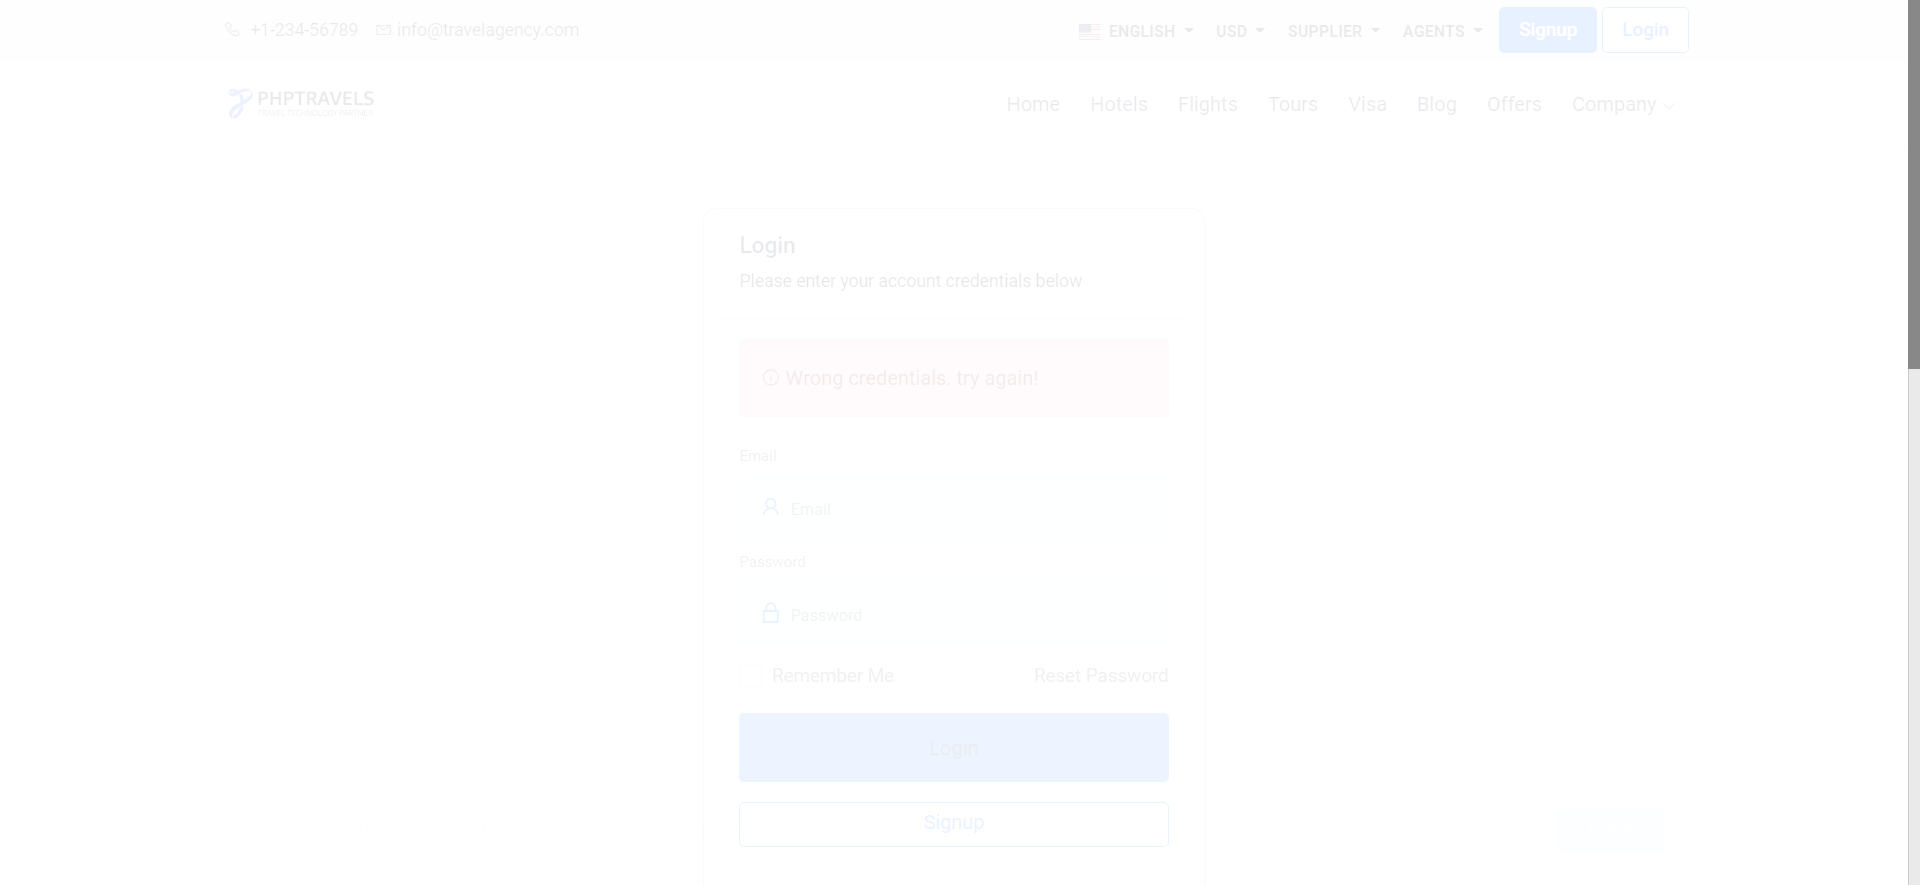 +1-234-56789 info@travelagency.com ENGLISH USD SUPPLIER AGENTS Signup Login
PHPTRAVELS
TRAVEL TECHNOLOGY PARTNER
Home Hotels Flights Tours Visa Blog Offers Company
Login
Please enter your account credentials below
Wrong credentials. try again!
Email
Email
Password
Password
Remember Me Reset Password
Login
Signup